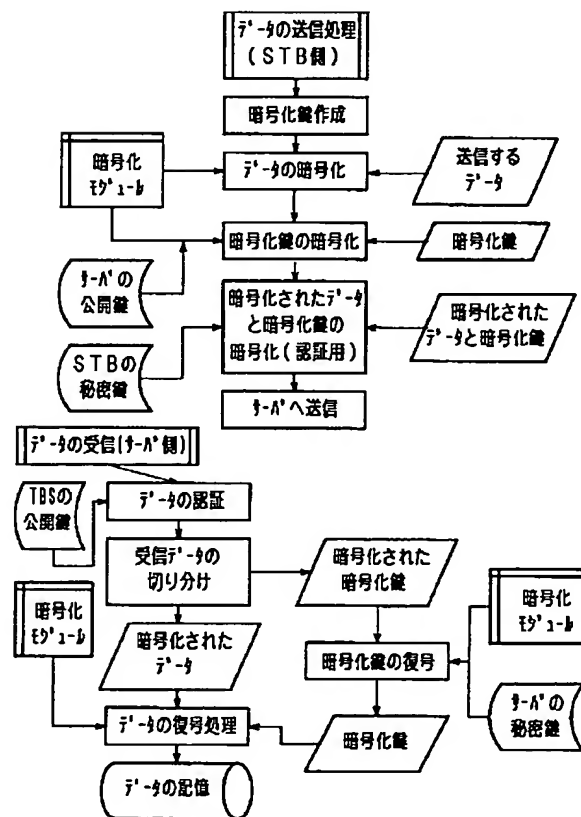 データの送信処理
(STB側)
暗号化鍵作成
暗号化
モジュール
データの暗号化
送信する
データ
暗号化鍵の暗号化
暗号化鍵
サーバの
公開鍵
暗号化されたデータ
と暗号化鍵の
暗号化(認証用)
暗号化された
データと暗号化鍵
STBの
秘密鍵
サーバへ送信
データの受信(サーバ側)
TBSの
公開鍵
データの認証
受信データの
切り分け
暗号化された
暗号化鍵
暗号化
モジュール
暗号化
モジュール
暗号化された
データ
暗号化鍵の復号
サーバの
秘密鍵
データの復号処理
暗号化鍵
データの記憶